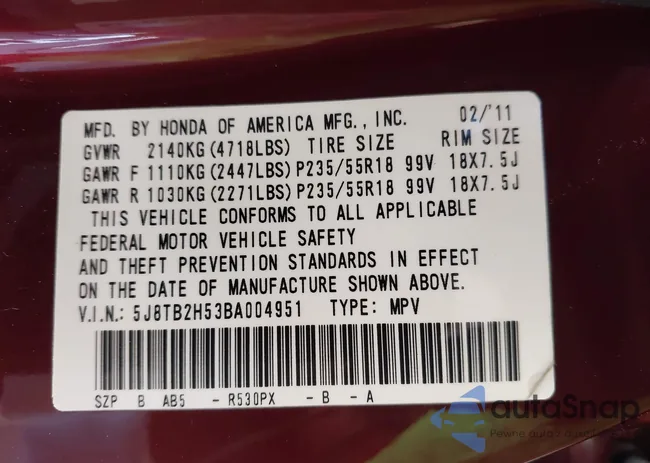 MFD. BY HONDA OF AMERICA MFG., INC. 02/'11
GVWR 2140KG(4718LBS) TIRE SIZE RIM SIZE
GAWR F 1110KG(2447LBS)P235/55R18 99V 18X7.5J
GAWR R 1030KG(2271LBS)P235/55R18 99V 18X7.5J
THIS VEHICLE CONFORMS TO ALL APPLICABLE
FEDERAL MOTOR VEHICLE SAFETY
AND THEFT PREVENTION STANDARDS IN EFFECT
ON THE DATE OF MANUFACTURE SHOWN ABOVE.
V.I.N.: 5J8TB2H53BA004951 TYPE: MPV
SZP B AB5 - R530PX - B - A
autaSnap
Pewne auta z